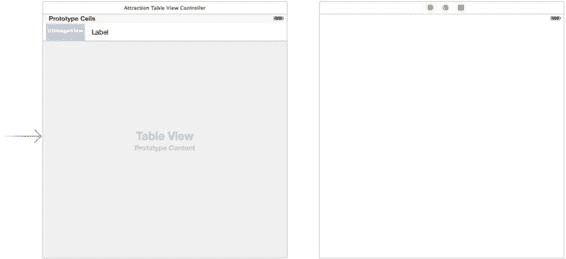 Attraction Table View Controller
Prototype Cells
UIImageView
Label
Table View
Prototype Content